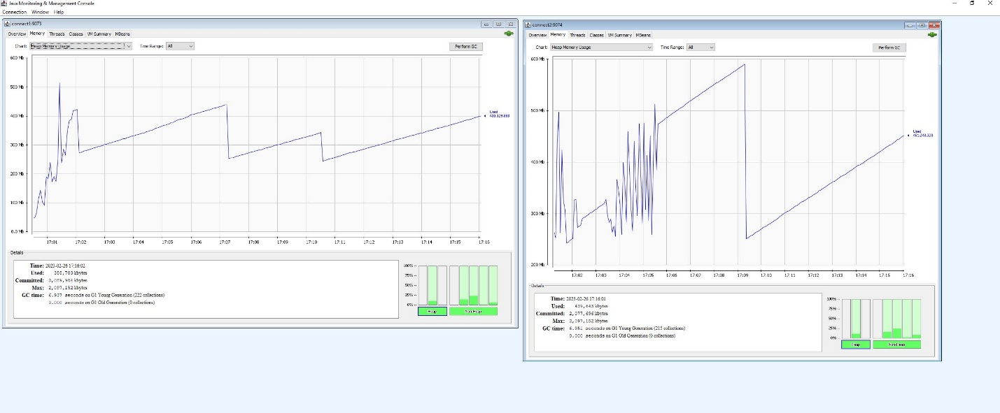 Java Monitoring & Management Console
Connection Window Help
connect1:9073
Overview Memory Threads Classes VM Summary MBeans
Chart: Heap Memory Usage Time Range: All Perform GC
600 Mb
500 Mb
400 Mb
300 Mb
200 Mb
100 Mb
0.0 Mb
Used
17:01 17:02 17:03 17:04 17:05 17:06 17:07 17:08 17:09 17:10 17:11 17:12 17:13 17:14 17:15 17:16
Details
Time: 2023-02-26 17:16:02
Used: 388,703 kbytes
Committed: 2,089,984 kbytes
Max: 2,097,152 kbytes
GC time: 6.937 seconds on G1 Young Generation (222 collections)
0.000 seconds on G1 Old Generation (0 collections)
100% --
75% --
50% --
25% --
0% --
Heap Non-Heap
connect2:9074
Overview Memory Threads Classes VM Summary MBeans
Chart: Heap Memory Usage Time Range: All Perform GC
600 Mb
500 Mb
400 Mb
300 Mb
200 Mb
Used
17:02 17:03 17:04 17:05 17:06 17:07 17:08 17:09 17:10 17:11 17:12 17:13 17:14 17:15 17:16
Details
Time: 2023-02-26 17:16:01
Used: 439,643 kbytes
Committed: 2,077,696 kbytes
Max: 2,097,152 kbytes
GC time: 6.951 seconds on G1 Young Generation (215 collections)
0.000 seconds on G1 Old Generation (0 collections)
100% --
75% --
50% --
25% --
0% --
Heap Non-Heap